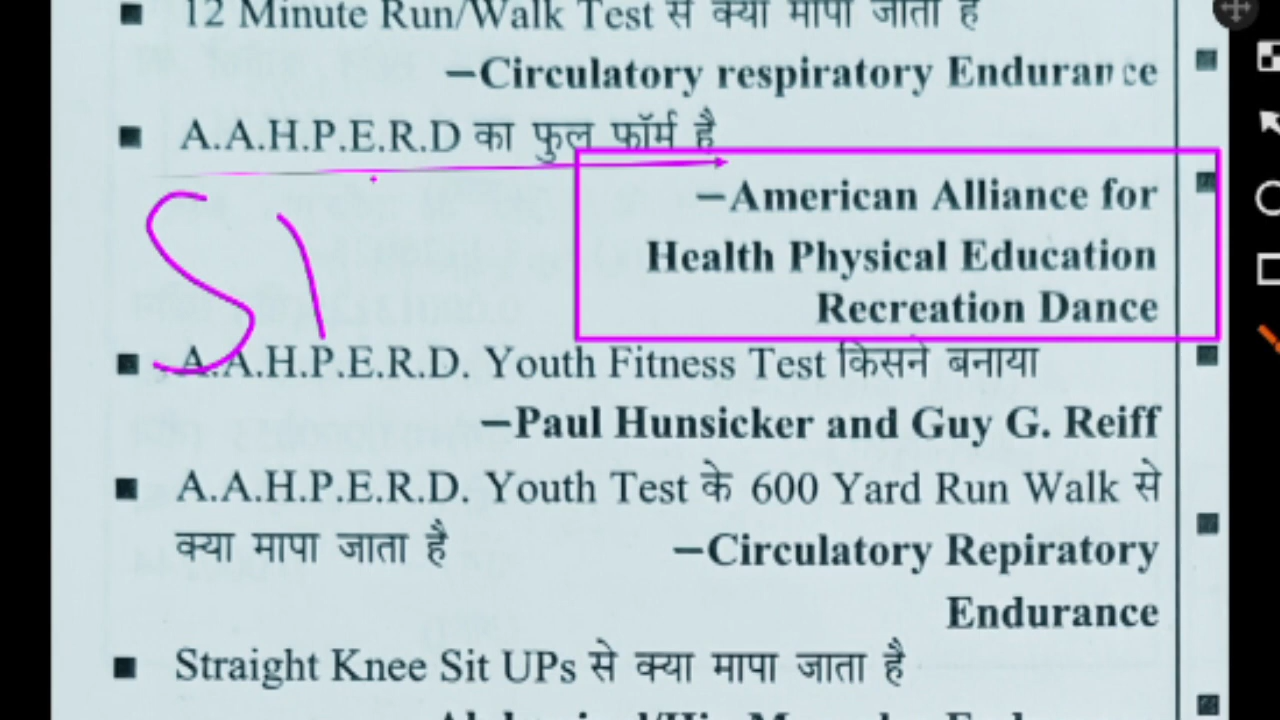 ▪ 12 Minute Run/Walk Test से क्या मापा जाता है
–Circulatory respiratory Endurance
▪ A.A.H.P.E.R.D का फुल फॉर्म है
–American Alliance for
Health Physical Education
Recreation Dance
▪ A.A.H.P.E.R.D. Youth Fitness Test किसने बनाया
–Paul Hunsicker and Guy G. Reiff
▪ A.A.H.P.E.R.D. Youth Test के 600 Yard Run Walk से
क्या मापा जाता है –Circulatory Repiratory
Endurance
▪ Straight Knee Sit UPs से क्या मापा जाता है